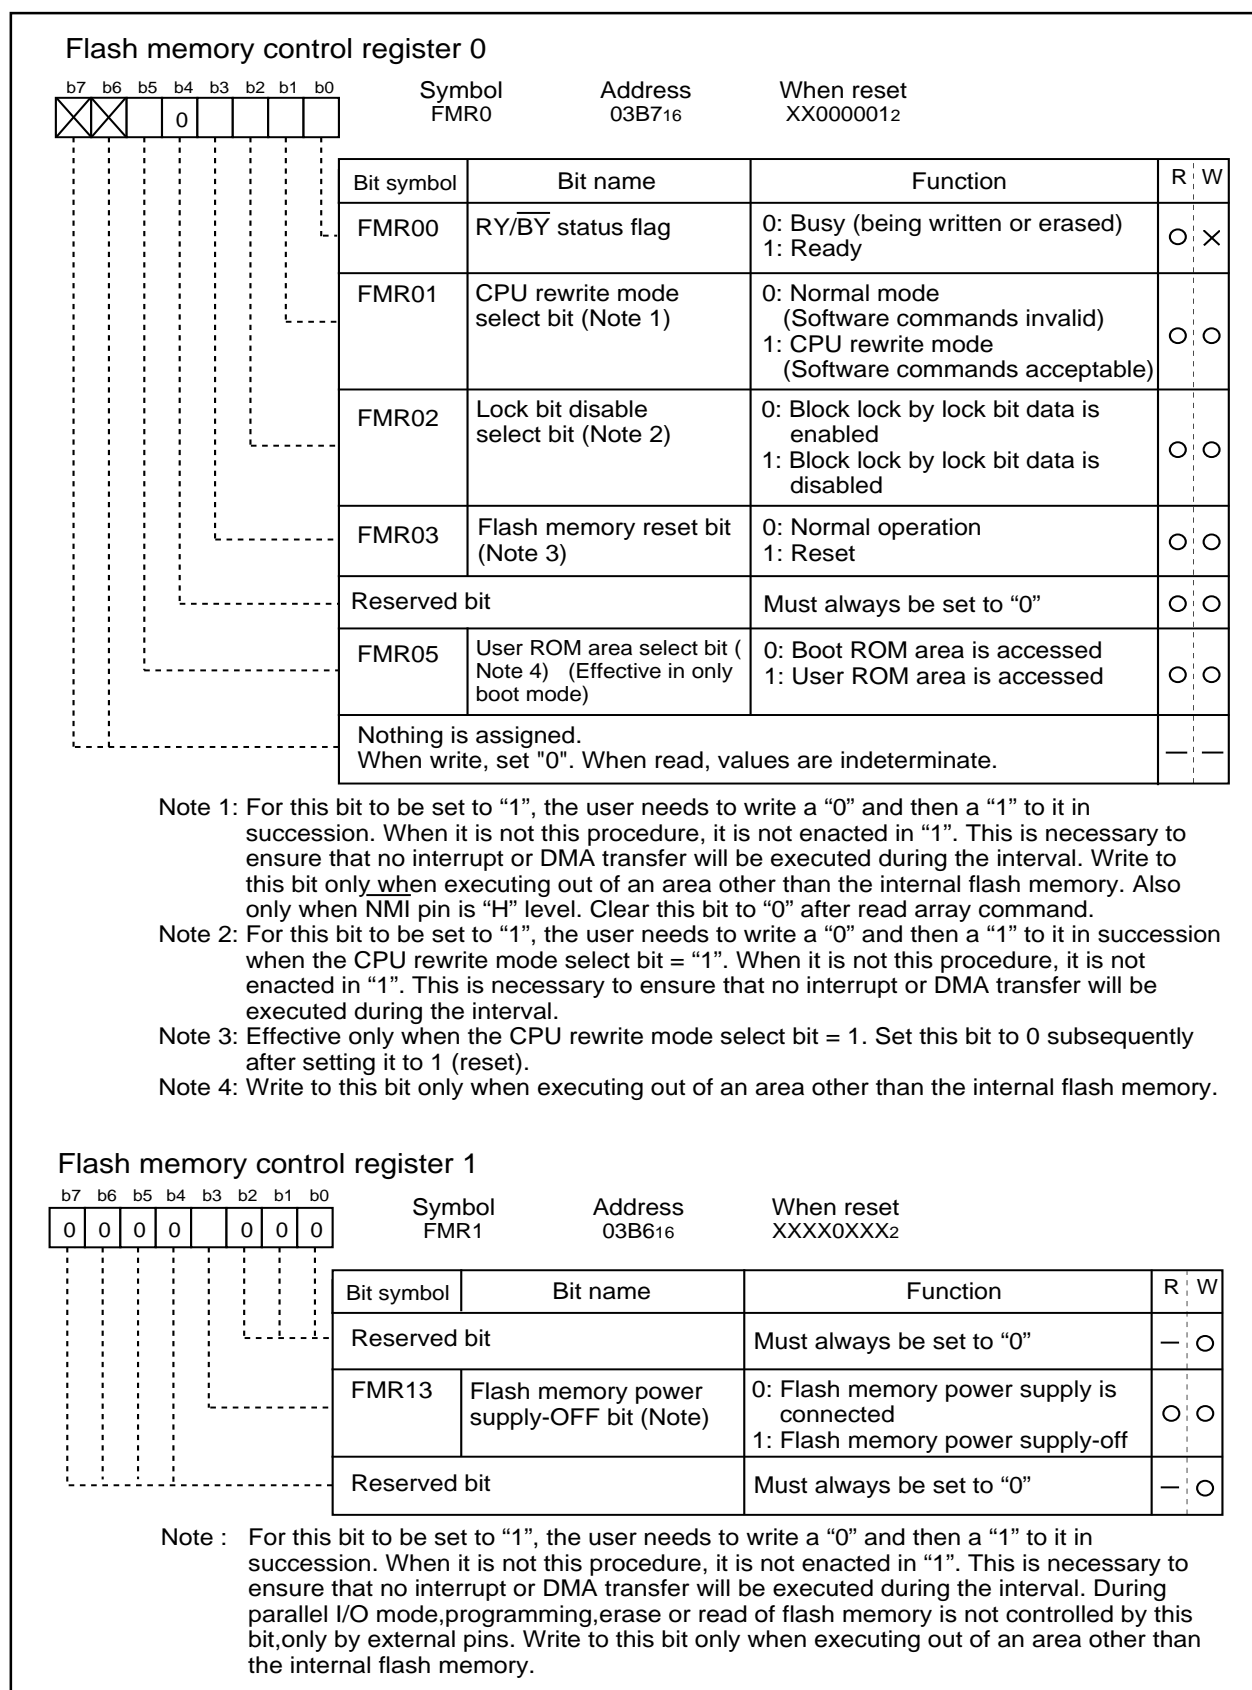 Flash memory control register 0
b7 b6 b5 b4 b3 b2 b1 b0
Symbol Address When reset
FMR0 03B716 XX0000012
0
Bit symbol Bit name Function R W
FMR00 RY/BY status flag 0: Busy (being written or erased)
1: Ready
FMR01 CPU rewrite mode 0: Normal mode
select bit (Note 1) (Software commands invalid)
1: CPU rewrite mode
(Software commands acceptable)
FMR02 Lock bit disable 0: Block lock by lock bit data is
select bit (Note 2) enabled
1: Block lock by lock bit data is
disabled
FMR03 Flash memory reset bit 0: Normal operation
(Note 3) 1: Reset
Reserved bit Must always be set to “0”
FMR05 User ROM area select bit ( 0: Boot ROM area is accessed
Note 4) (Effective in only 1: User ROM area is accessed
boot mode)
Nothing is assigned.
When write, set "0". When read, values are indeterminate.
Note 1: For this bit to be set to “1”, the user needs to write a “0” and then a “1” to it in
succession. When it is not this procedure, it is not enacted in “1”. This is necessary to
ensure that no interrupt or DMA transfer will be executed during the interval. Write to
this bit only when executing out of an area other than the internal flash memory. Also
only when NMI pin is “H” level. Clear this bit to “0” after read array command.
Note 2: For this bit to be set to “1”, the user needs to write a “0” and then a “1” to it in succession
when the CPU rewrite mode select bit = “1”. When it is not this procedure, it is not
enacted in “1”. This is necessary to ensure that no interrupt or DMA transfer will be
executed during the interval.
Note 3: Effective only when the CPU rewrite mode select bit = 1. Set this bit to 0 subsequently
after setting it to 1 (reset).
Note 4: Write to this bit only when executing out of an area other than the internal flash memory.
Flash memory control register 1
b7 b6 b5 b4 b3 b2 b1 b0
Symbol Address When reset
FMR1 03B616 XXXX0XXX2
0 0 0 0 0 0 0
Bit symbol Bit name Function R W
Reserved bit Must always be set to “0”
FMR13 Flash memory power 0: Flash memory power supply is
supply-OFF bit (Note) connected
1: Flash memory power supply-off
Reserved bit Must always be set to “0”
Note : For this bit to be set to “1”, the user needs to write a “0” and then a “1” to it in
succession. When it is not this procedure, it is not enacted in “1”. This is necessary to
ensure that no interrupt or DMA transfer will be executed during the interval. During
parallel I/O mode,programming,erase or read of flash memory is not controlled by this
bit,only by external pins. Write to this bit only when executing out of an area other than
the internal flash memory.